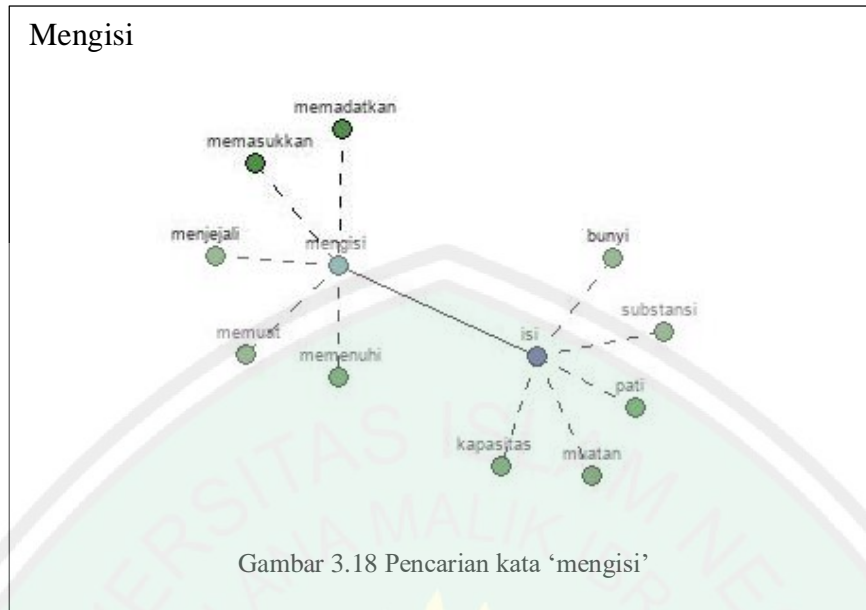 Mengisi
memadatkan
memasukkan
menjejali
mengisi
bunyi
substansi
memuat
memenuhi
isi
pati
kapasitas
muatan
Gambar 3.18 Pencarian kata ‘mengisi’